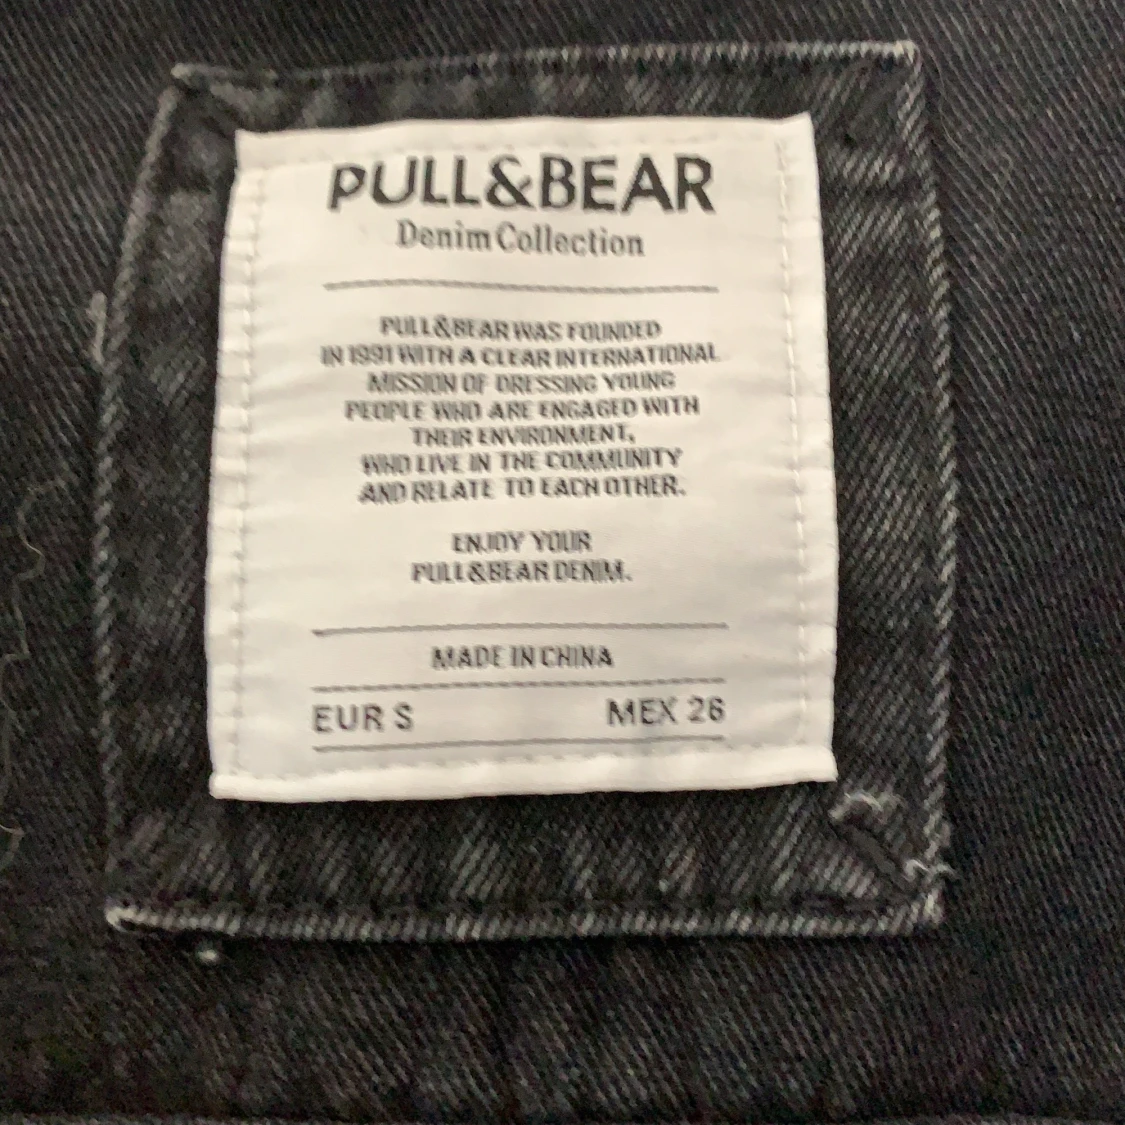 PULL&BEAR
Denim Collection
PULL&BEAR WAS FOUNDED
IN 1991 WITH A CLEAR INTERNATIONAL
MISSION OF DRESSING YOUNG
PEOPLE WHO ARE ENGAGED WITH
THEIR ENVIRONMENT,
WHO LIVE IN THE COMMUNITY
AND RELATE TO EACH OTHER.
ENJOY YOUR
PULL&BEAR DENIM.
MADE IN CHINA
EUR S MEX 26